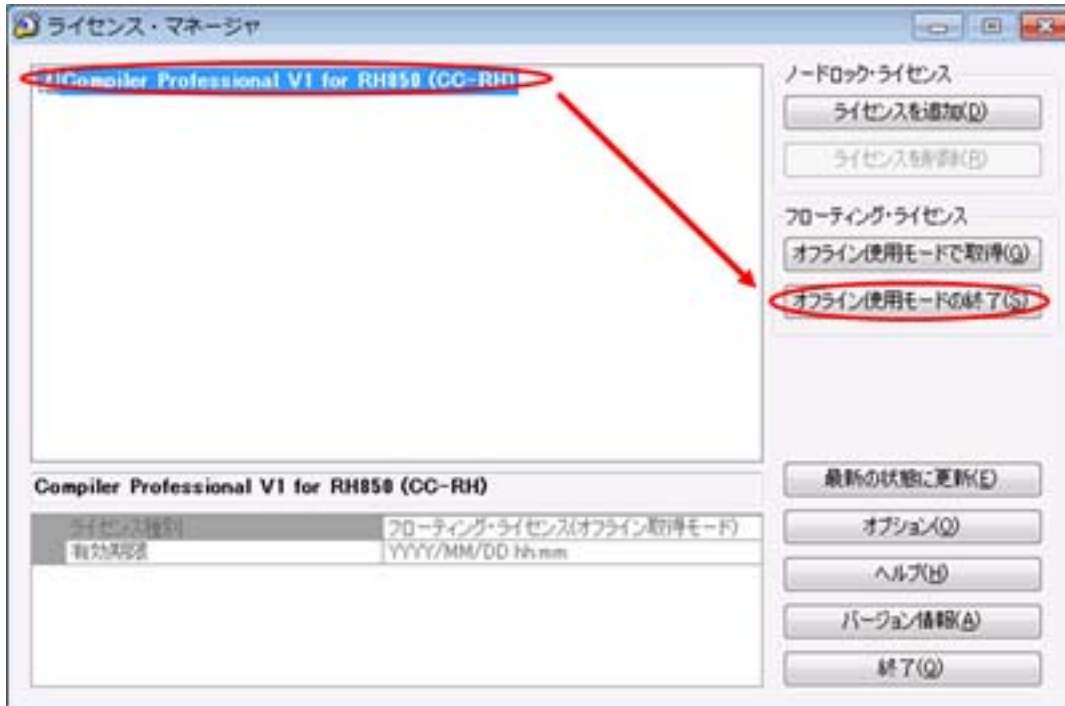 ライセンス・マネージャ
Compiler Professional V1 for RH850 (CC-RH)
ノードロック・ライセンス
ライセンスを追加(D)
ライセンスを削除(R)
フローティング・ライセンス
オフライン使用モードで取得(G)
オフライン使用モードの終了(S)
Compiler Professional V1 for RH850 (CC-RH)
ライセンス種別 フローティング・ライセンス(オフライン取得モード)
有効期限 YYYY/MM/DD hh:mm
最新の状態に更新(E)
オプション(O)
ヘルプ(H)
バージョン情報(A)
終了(Q)